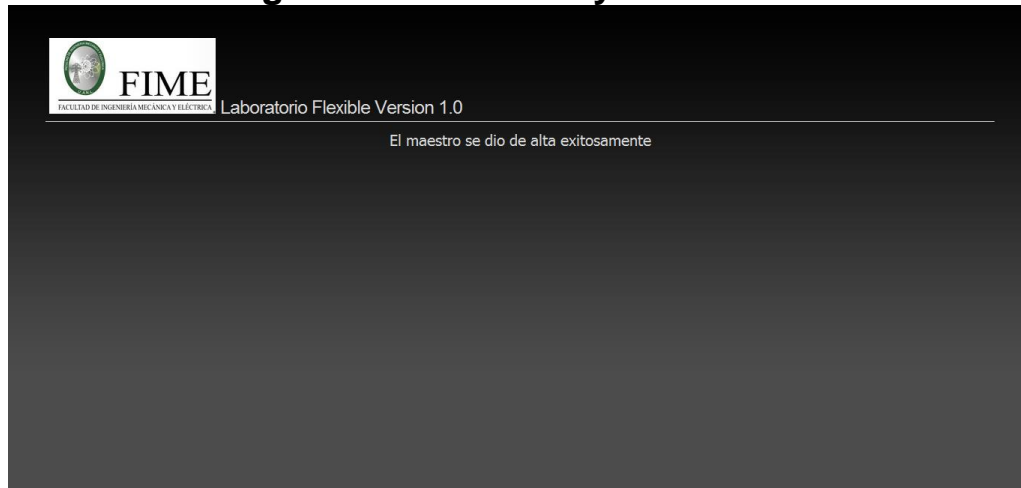 FIME
FACULTAD DE INGENIERÍA MECÁNICA Y ELÉCTRICA
Laboratorio Flexible Version 1.0
El maestro se dio de alta exitosamente